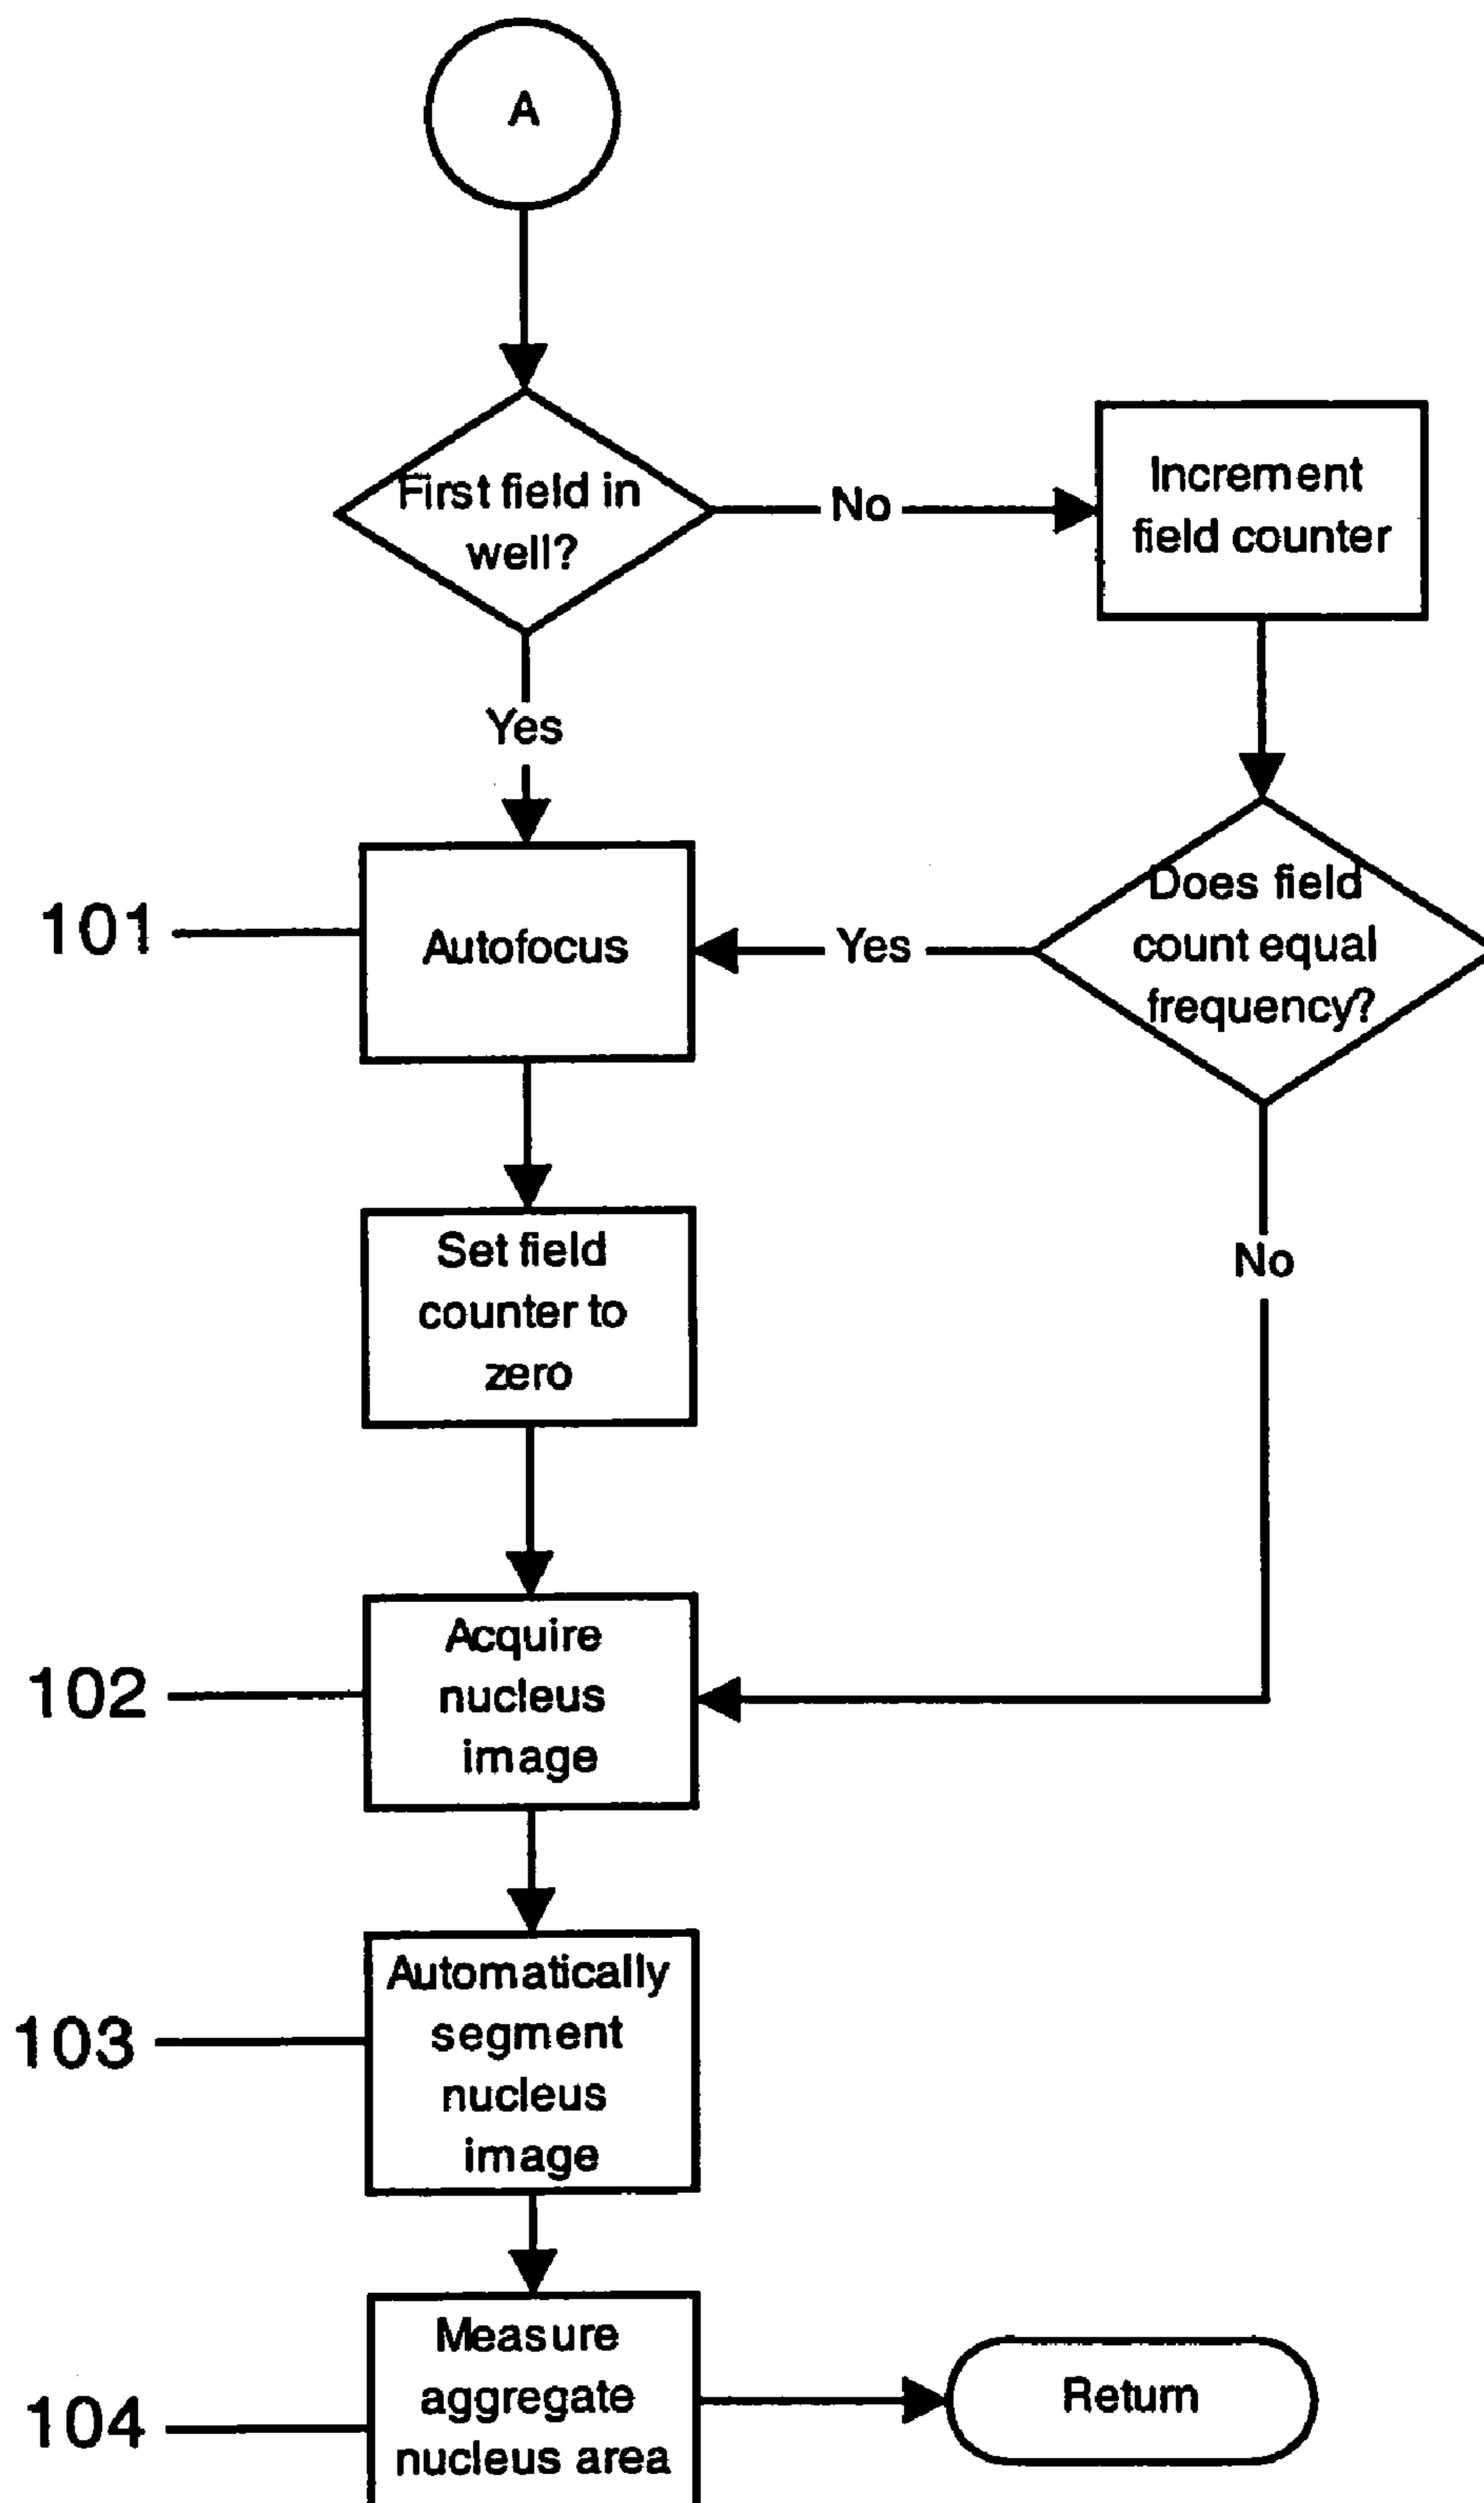 A
First field in
well?
No
Increment
field counter
Yes
101
Autofocus
Yes
Does field
count equal
frequency?
Set field
counter to
zero
No
102
Acquire
nucleus
image
103
Automatically
segment
nucleus
image
104
Measure
aggregate
nucleus area
Return